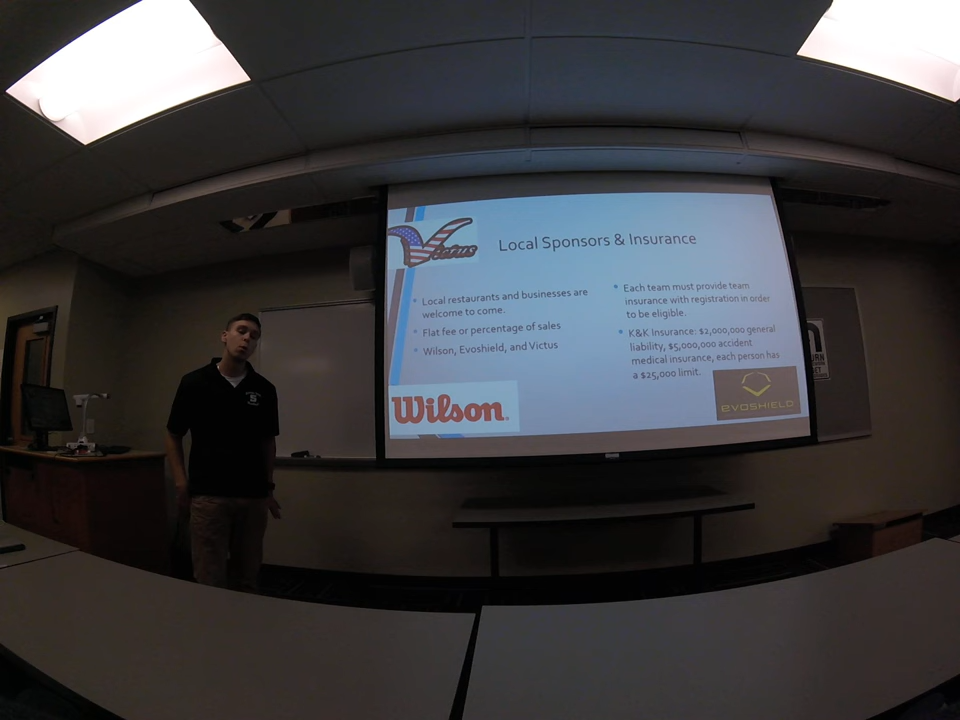 Victus
Local Sponsors & Insurance
Local restaurants and businesses are
welcome to come.
Flat fee or percentage of sales
Wilson, Evoshield, and Victus
Each team must provide team
insurance with registration in order
to be eligible.
K&K Insurance: $2,000,000 general
liability, $5,000,000 accident
medical insurance, each person has
a $25,000 limit.
Wilson.
EVOSHIELD